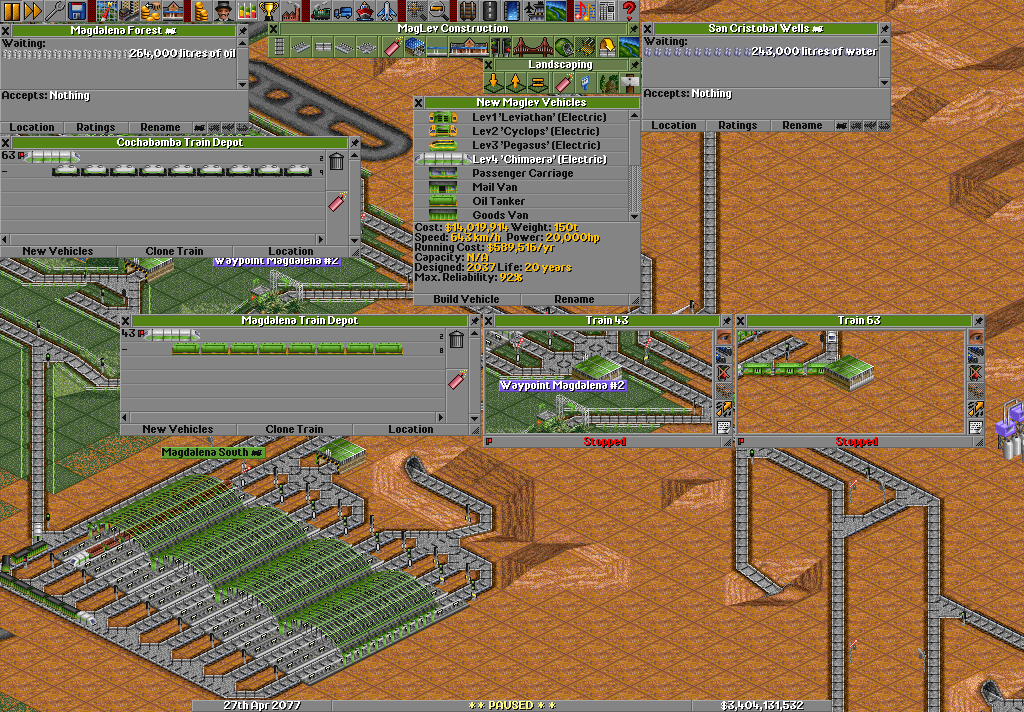 Magdalena Forest
Waiting:
264,000 litres of oil
Accepts: Nothing
Location
Ratings
Rename
MagLev Construction
Landscaping
San Cristobal Wells
Waiting:
243,000 litres of water
Accepts: Nothing
Location
Ratings
Rename
Cochabamba Train Depot
63
2
9
New Vehicles
Clone Train
Location
New Maglev Vehicles
Lev1 'Leviathan' (Electric)
Lev2 'Cyclops' (Electric)
Lev3 'Pegasus' (Electric)
Lev4 'Chimaera' (Electric)
Passenger Carriage
Mail Van
Oil Tanker
Goods Van
Cost: $14,019,914 Weight: 150t
Speed: 643 km/h Power: 20,000hp
Running Cost: $589,516/yr
Capacity: N/A
Designed: 2037 Life: 20 years
Max. Reliability: 92%
Build Vehicle
Rename
Waypoint Magdalena #2
Magdalena Train Depot
43
2
8
New Vehicles
Clone Train
Location
Train 43
Waypoint Magdalena #2
Stopped
Train 63
Stopped
Magdalena South
27th Apr 2077
** PAUSED **
$3,404,131,532